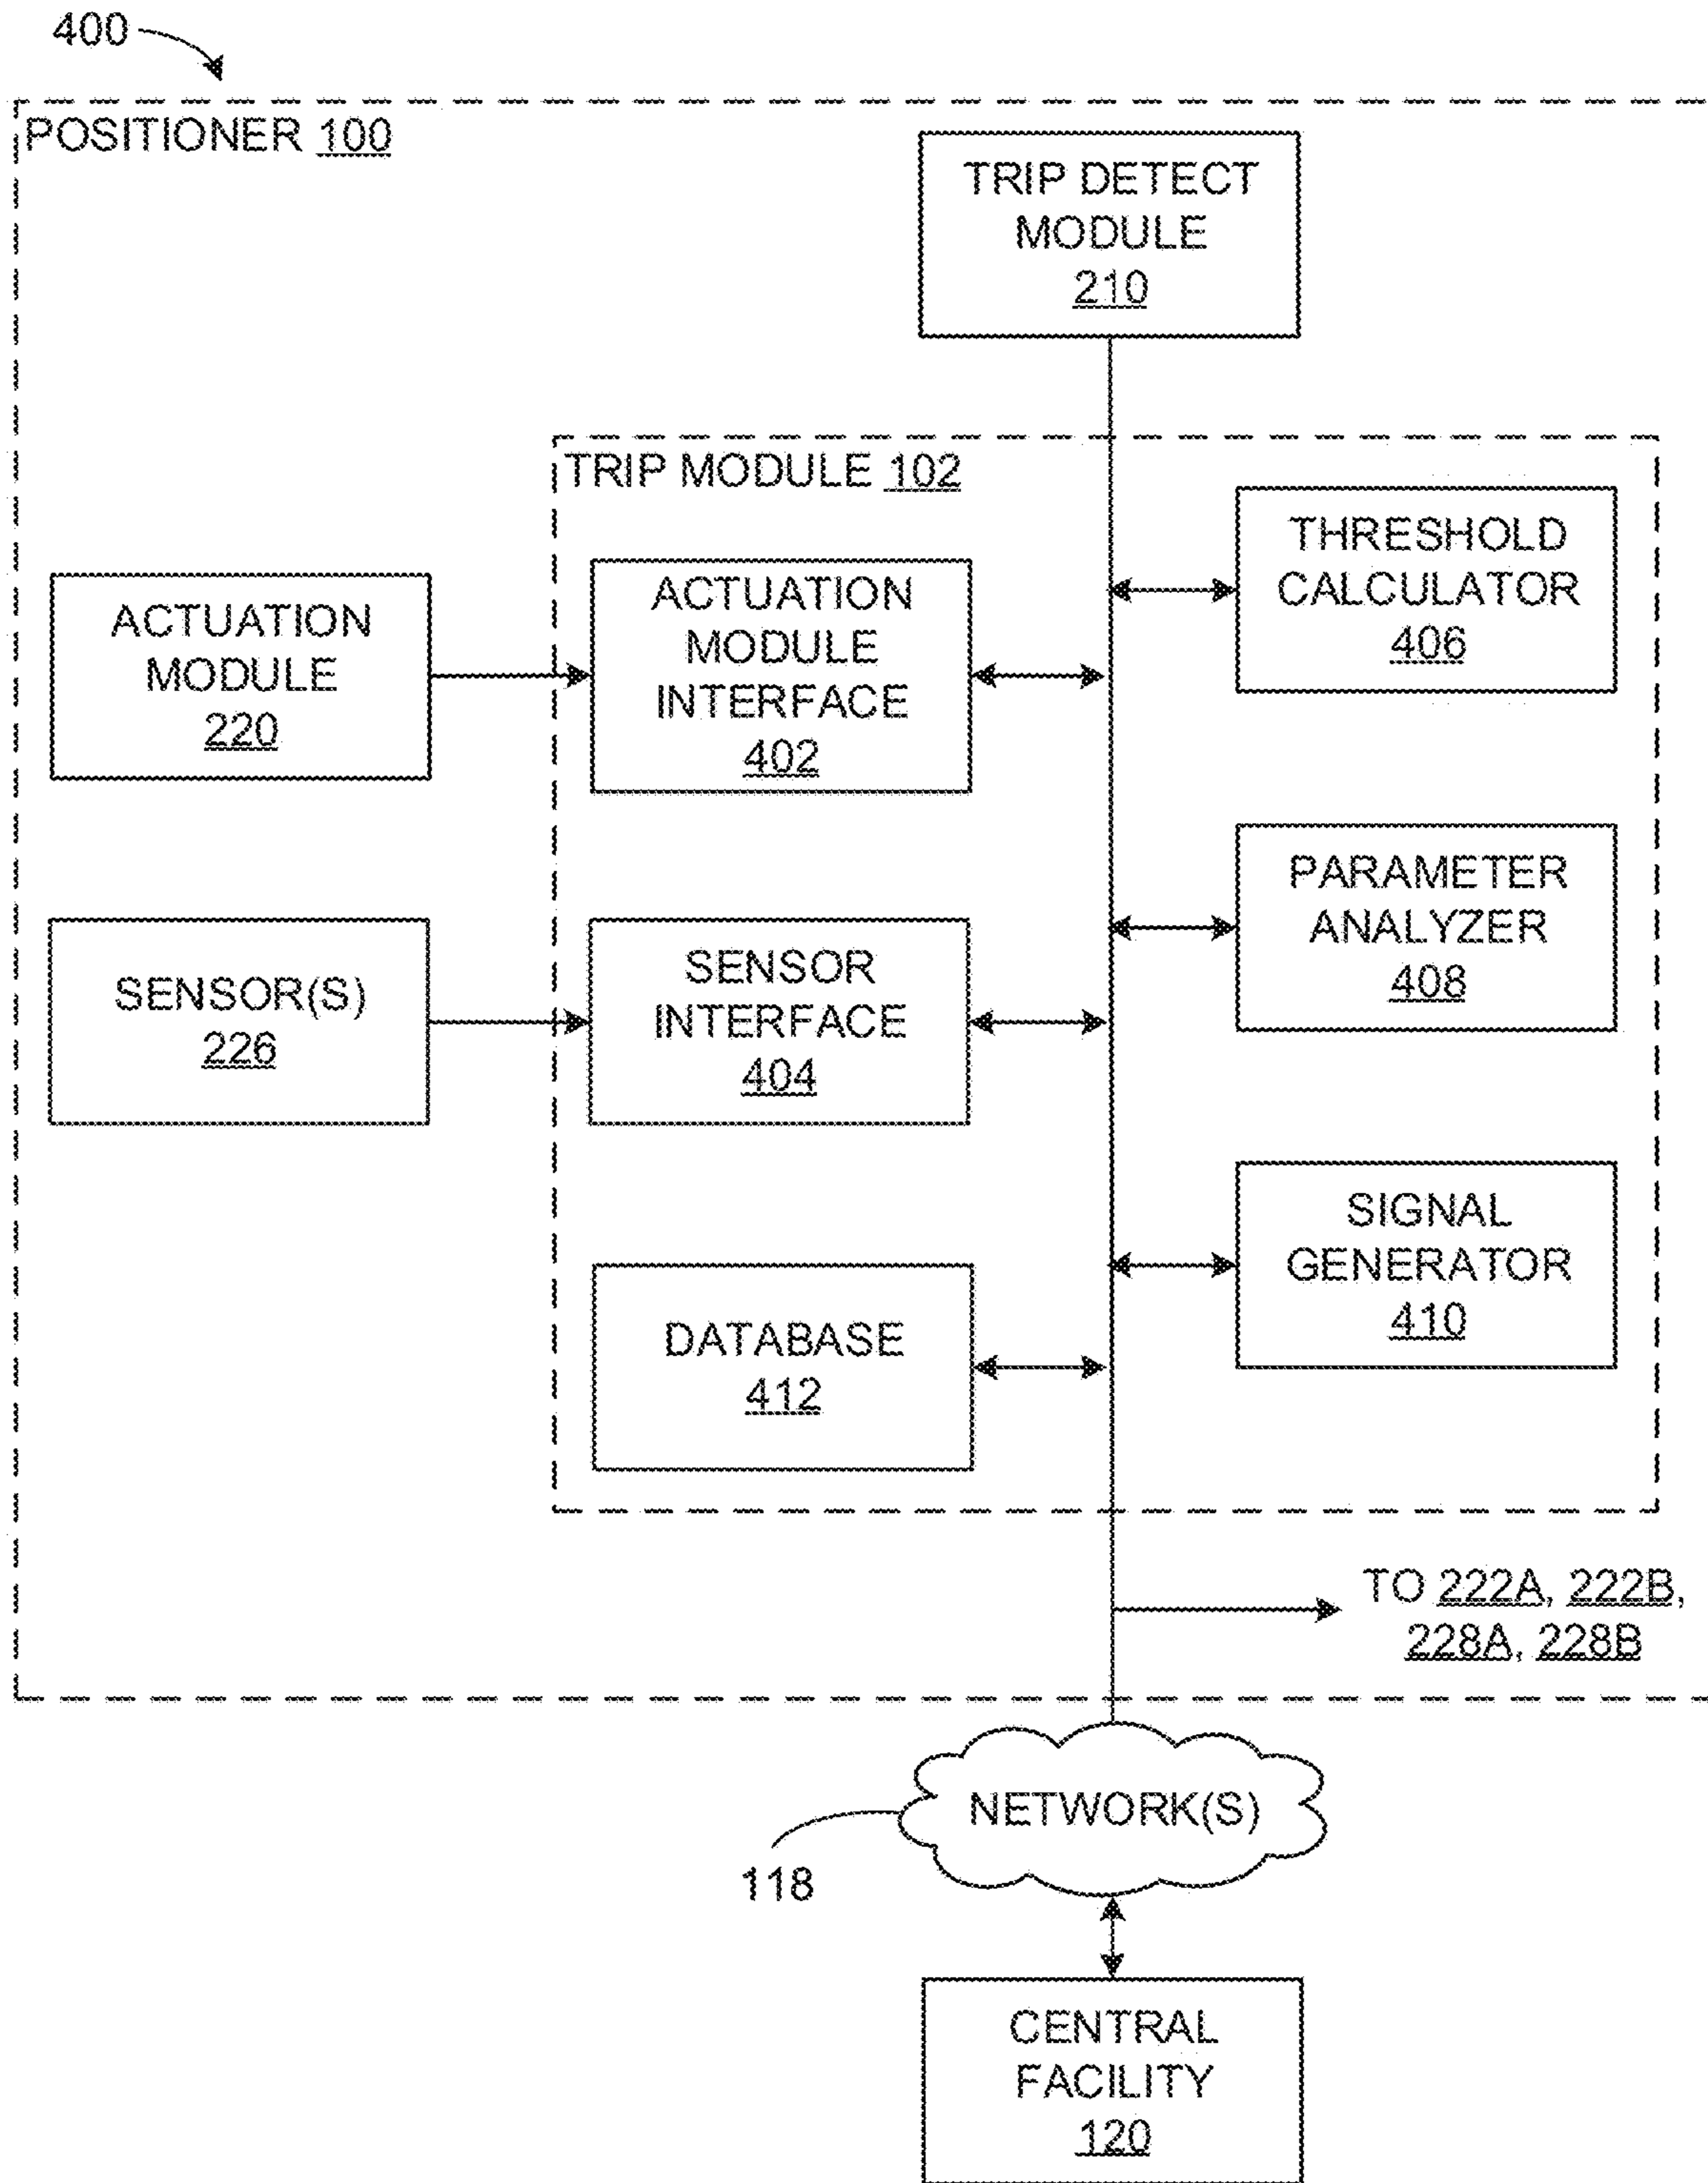 400
POSITIONER 100
TRIP DETECT
MODULE
210
TRIP MODULE 102
THRESHOLD
CALCULATOR
406
ACTUATION
MODULE
220
ACTUATION
MODULE
INTERFACE
402
PARAMETER
ANALYZER
408
SENSOR(S)
226
SENSOR
INTERFACE
404
SIGNAL
GENERATOR
410
DATABASE
412
TO 222A, 222B,
228A, 228B
NETWORK(S)
118
CENTRAL
FACILITY
120